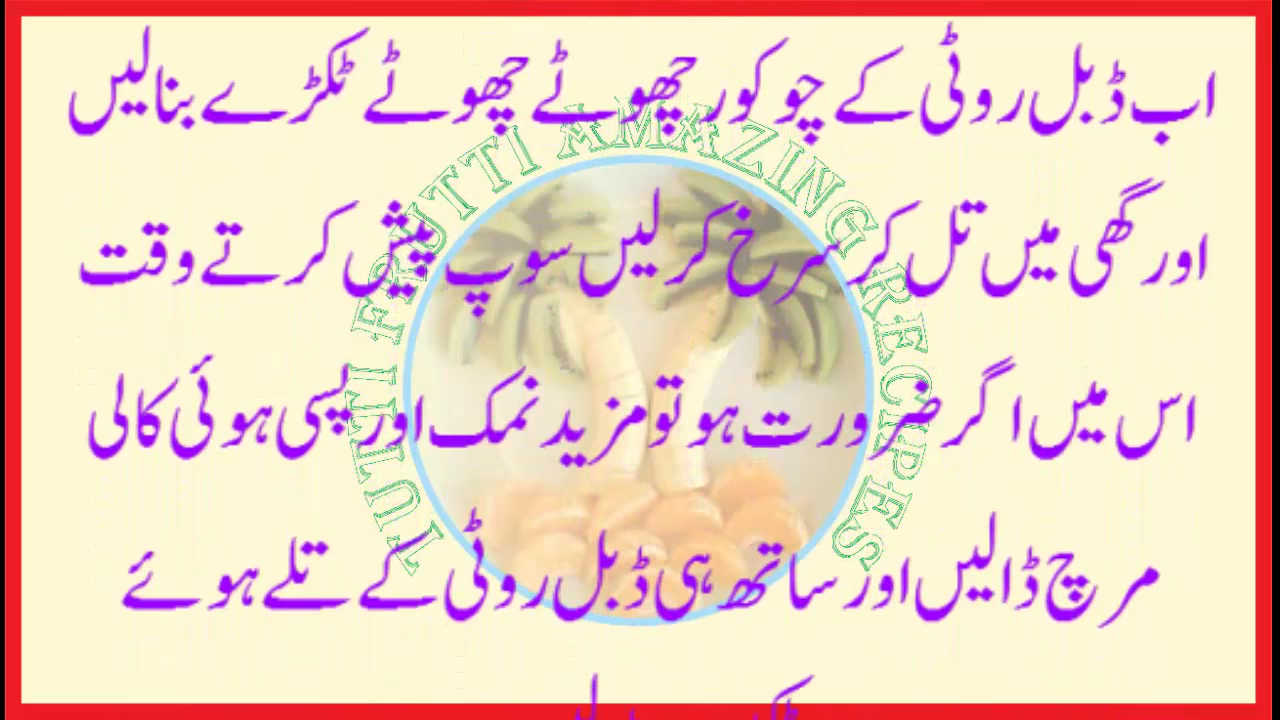 اب ڈبل روٹی کے چوکور چھوٹے چھوٹے ٹکڑے بنالیں
اور گھی میں تل کر سرخ کرلیں سوپ پیش کرتے وقت
اس میں اگر ضرورت ہو تو مزید نمک اور پسی ہوئی کالی
مرچ ڈالیں اور ساتھ ہی ڈبل روٹی کے تلے ہوئے
TUTTI FRUTTI AMAZING RECIPES